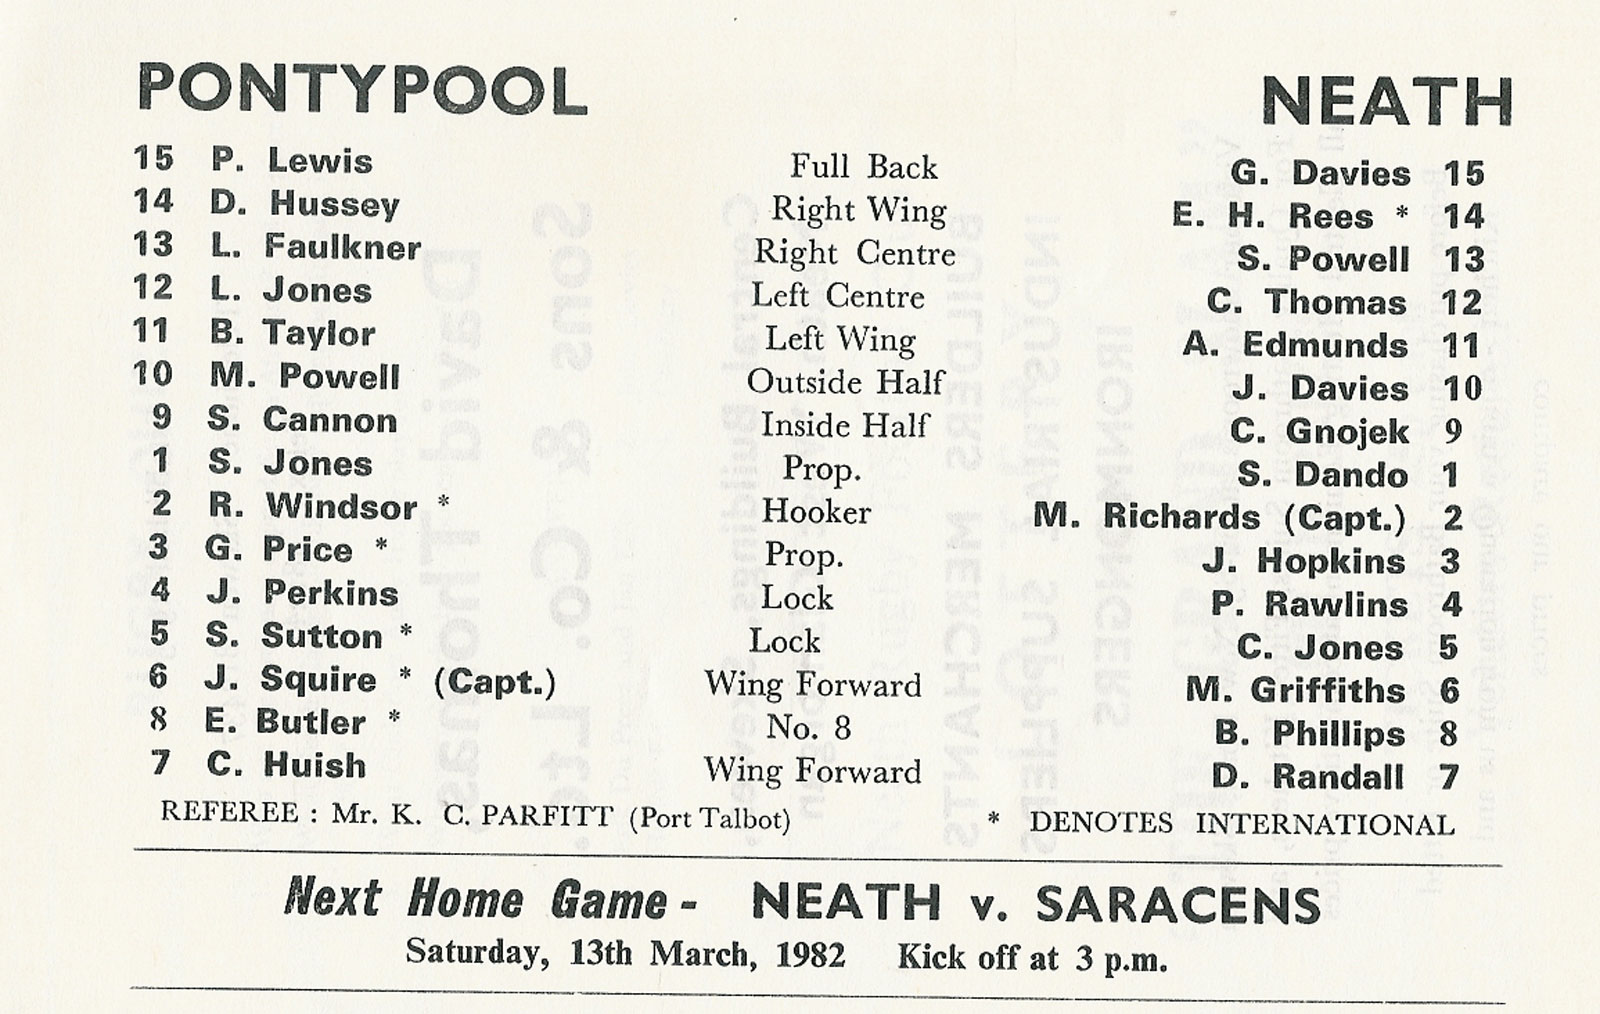 PONTYPOOL NEATH
15 P. Lewis Full Back G. Davies 15
14 D. Hussey Right Wing E. H. Rees * 14
13 L. Faulkner Right Centre S. Powell 13
12 L. Jones Left Centre C. Thomas 12
11 B. Taylor Left Wing A. Edmunds 11
10 M. Powell Outside Half J. Davies 10
9 S. Cannon Inside Half C. Gnojek 9
1 S. Jones Prop. S. Dando 1
2 R. Windsor * Hooker M. Richards (Capt.) 2
3 G. Price * Prop. J. Hopkins 3
4 J. Perkins Lock P. Rawlins 4
5 S. Sutton * Lock C. Jones 5
6 J. Squire * (Capt.) Wing Forward M. Griffiths 6
8 E. Butler * No. 8 B. Phillips 8
7 C. Huish Wing Forward D. Randall 7
REFEREE : Mr. K. C. PARFITT (Port Talbot) * DENOTES INTERNATIONAL
Next Home Game - NEATH v. SARACENS
Saturday, 13th March, 1982 Kick off at 3 p.m.